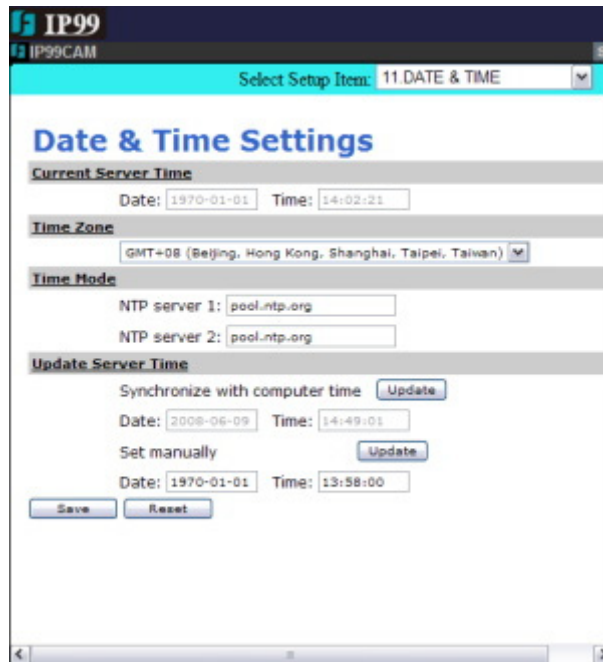 IP99
IP99CAM
Select Setup Item: 11.DATE & TIME
Date & Time Settings
Current Server Time
Date: 1970-01-01 Time: 14:02:21
Time Zone
GMT+08 (Beijing, Hong Kong, Shanghai, Taipei, Taiwan)
Time Mode
NTP server 1: pool.ntp.org
NTP server 2: pool.ntp.org
Update Server Time
Synchronize with computer time Update
Date: 2008-06-09 Time: 14:49:01
Set manually Update
Date: 1970-01-01 Time: 13:58:00
Save Reset